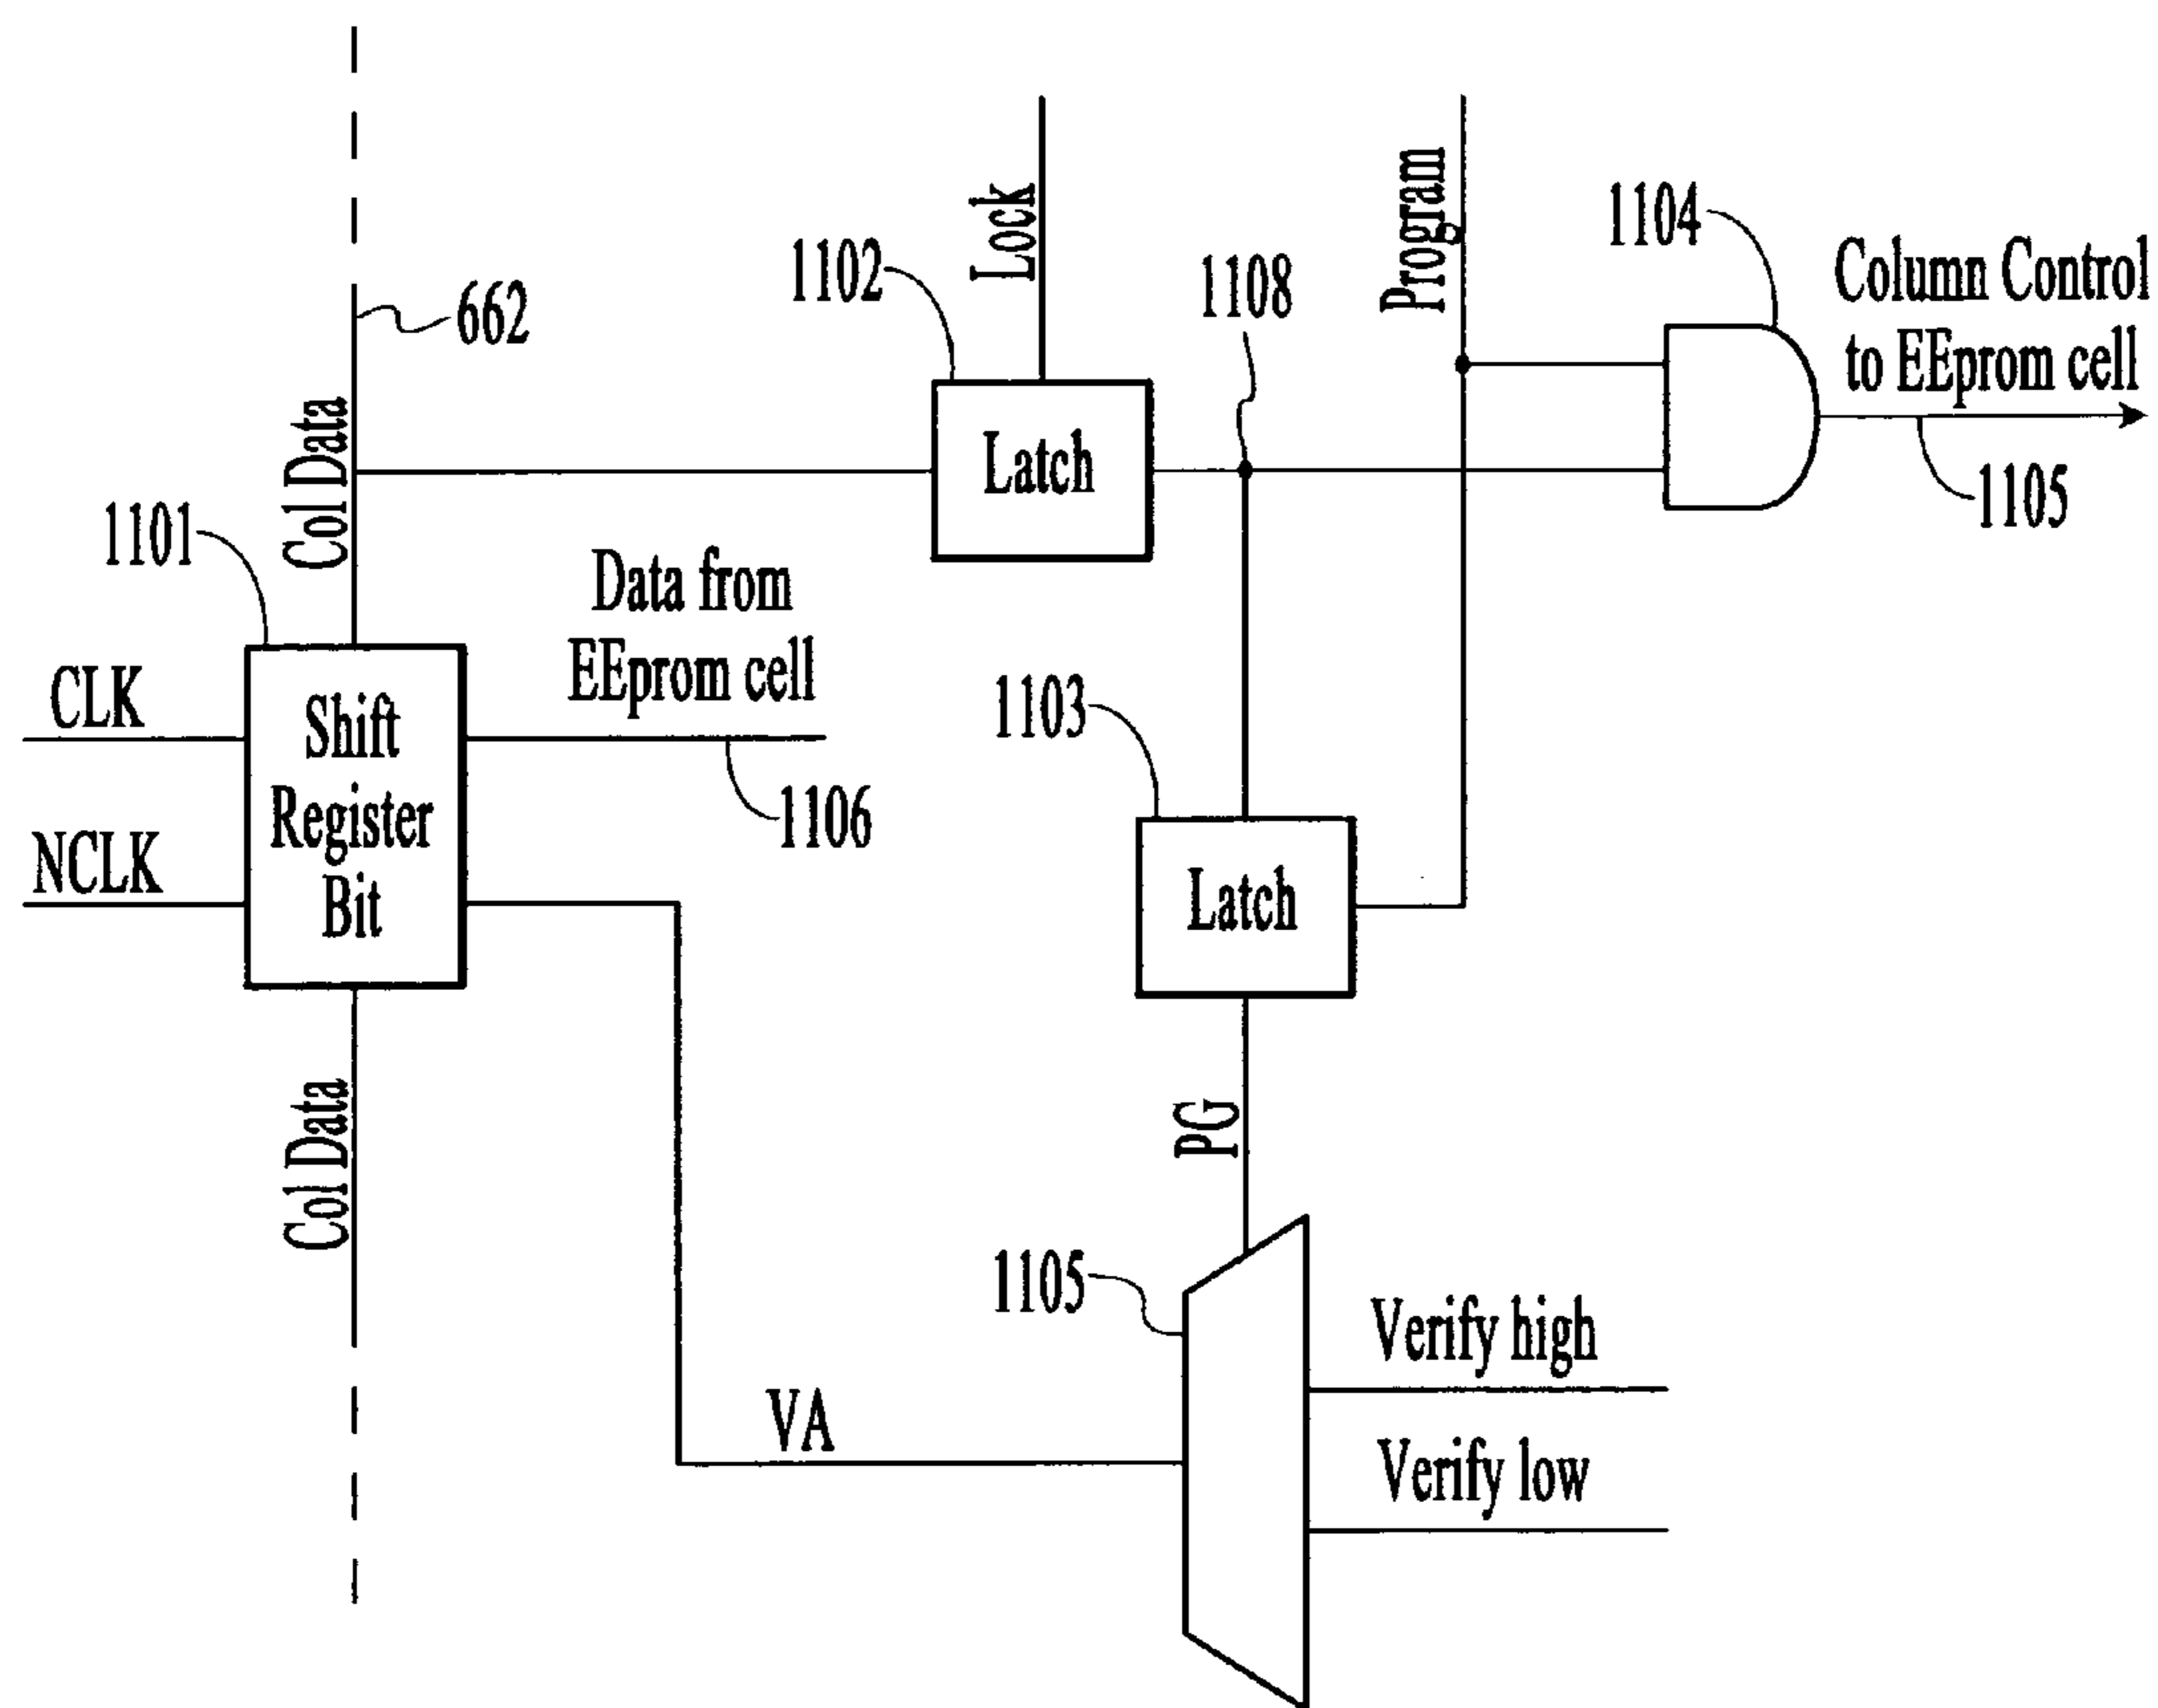 662
Col Data
1101
CLK
NCLK
Shift
Register
Bit
Data from
EEprom cell
1106
Col Data
1102
Lock
Latch
1108
Program
1104
Column Control
to EEprom cell
1105
1103
Latch
PG
1105
VA
Verify high
Verify low